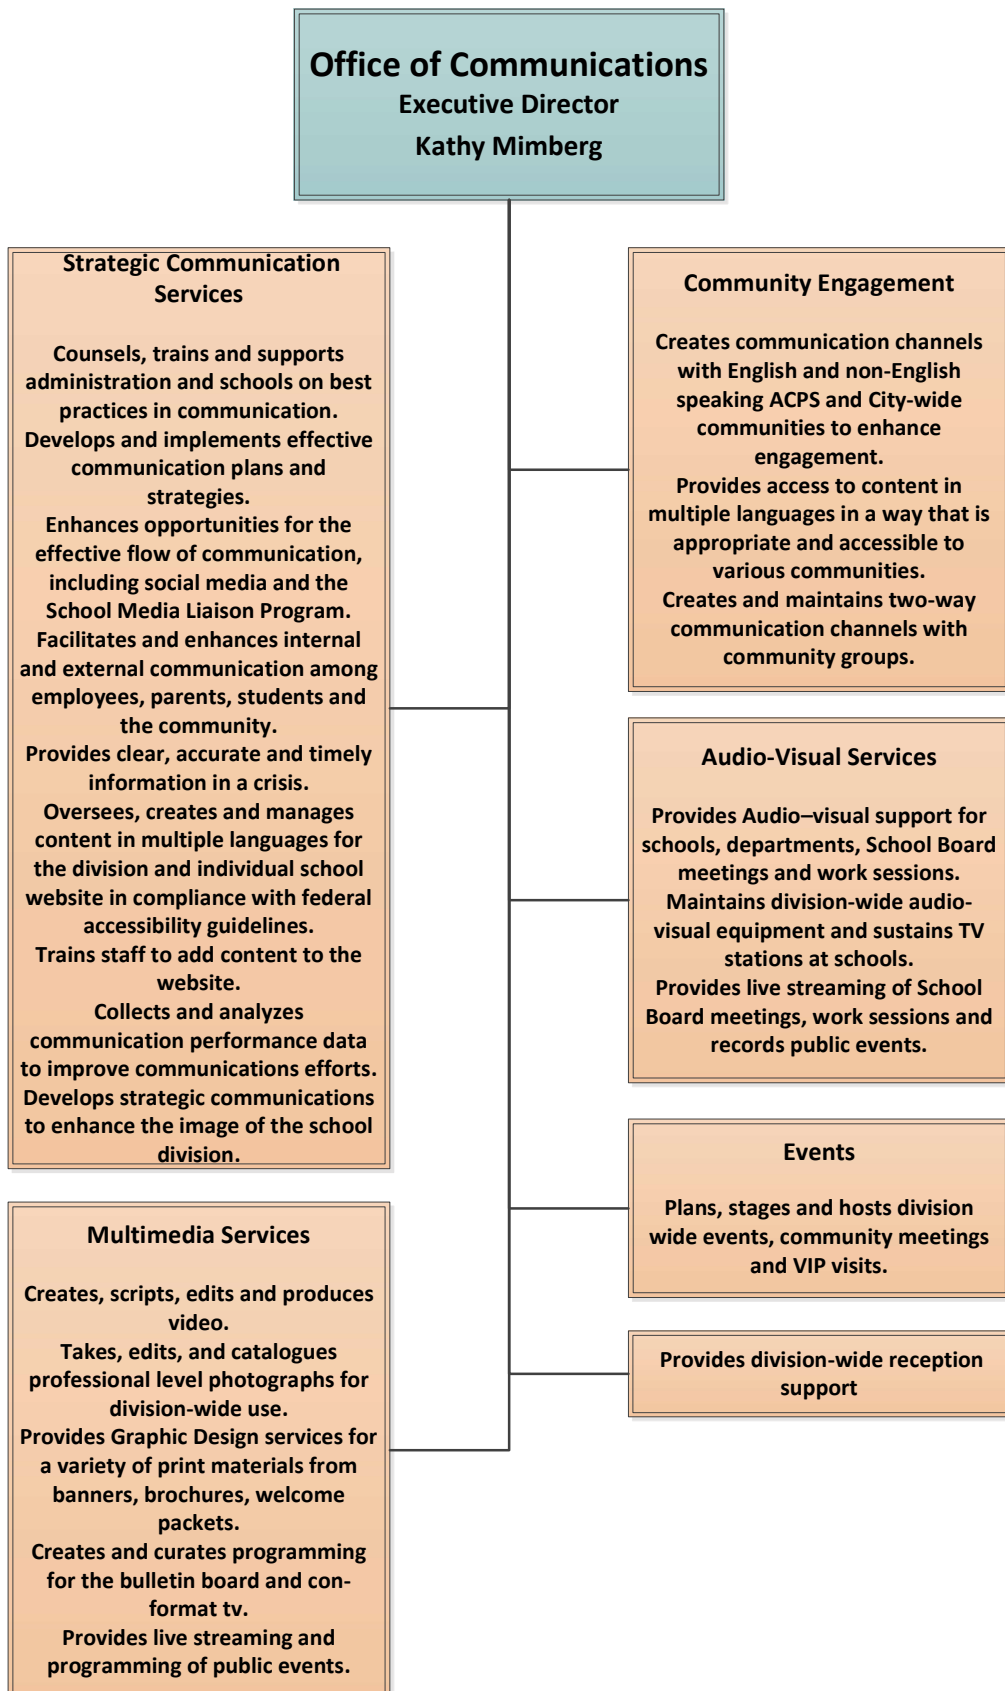 Office of Communications
Executive Director
Kathy Mimberg
Strategic Communication
Services
Counsels, trains and supports
administration and schools on best
practices in communication.
Develops and implements effective
communication plans and
strategies.
Enhances opportunities for the
effective flow of communication,
including social media and the
School Media Liaison Program.
Facilitates and enhances internal
and external communication among
employees, parents, students and
the community.
Provides clear, accurate and timely
information in a crisis.
Oversees, creates and manages
content in multiple languages for
the division and individual school
website in compliance with federal
accessibility guidelines.
Trains staff to add content to the
website.
Collects and analyzes
communication performance data
to improve communications efforts.
Develops strategic communications
to enhance the image of the school
division.
Multimedia Services
Creates, scripts, edits and produces
video.
Takes, edits, and catalogues
professional level photographs for
division-wide use.
Provides Graphic Design services for
a variety of print materials from
banners, brochures, welcome
packets.
Creates and curates programming
for the bulletin board and con-
format tv.
Provides live streaming and
programming of public events.
Community Engagement
Creates communication channels
with English and non-English
speaking ACPS and City-wide
communities to enhance
engagement.
Provides access to content in
multiple languages in a way that is
appropriate and accessible to
various communities.
Creates and maintains two-way
communication channels with
community groups.
Audio-Visual Services
Provides Audio–visual support for
schools, departments, School Board
meetings and work sessions.
Maintains division-wide audio-
visual equipment and sustains TV
stations at schools.
Provides live streaming of School
Board meetings, work sessions and
records public events.
Events
Plans, stages and hosts division
wide events, community meetings
and VIP visits.
Provides division-wide reception
support